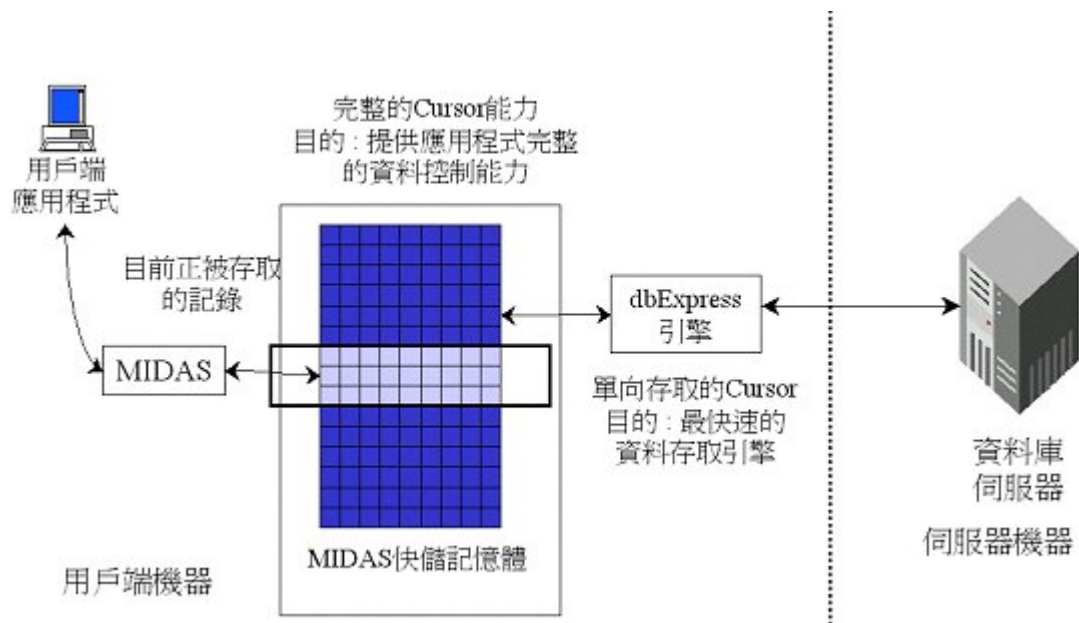 完整的Cursor能力
目的:提供應用程式完整
的資料控制能力
用戶端
應用程式
目前正被存取
的記錄
MIDAS
dbExpress
引擎
單向存取的Cursor
目的:最快速的
資料存取引擎
資料庫
伺服器
伺服器機器
MIDAS快儲記憶體
用戶端機器